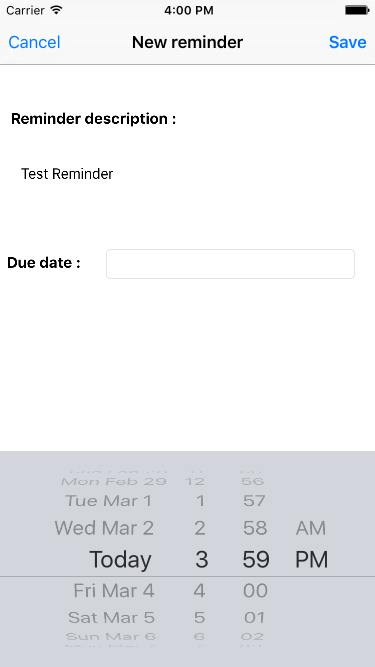 Carrier 4:00 PM
Cancel New reminder Save
Reminder description :
Test Reminder
Due date :
Mon Feb 29 12 56
Tue Mar 1 1 57
Wed Mar 2 2 58 AM
Today 3 59 PM
Fri Mar 4 4 00
Sat Mar 5 5 01
Sun Mar 6 6 02